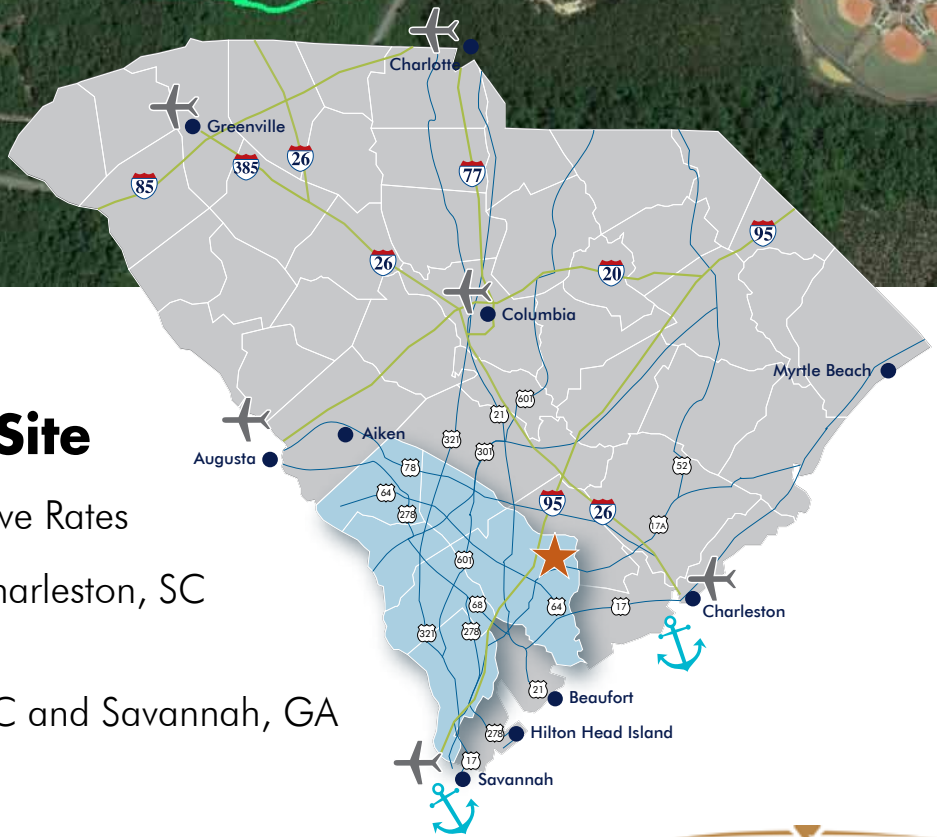 Charlotte
Greenville
85
385
26
77
95
26
20
Columbia
Myrtle Beach
601
21
Site
321
301
Aiken
Augusta
78
52
64
278
95
26
17A
ve Rates
601
harleston, SC
68
64
17
Charleston
321
278
21
Beaufort
C and Savannah, GA
278
Hilton Head Island
17
Savannah